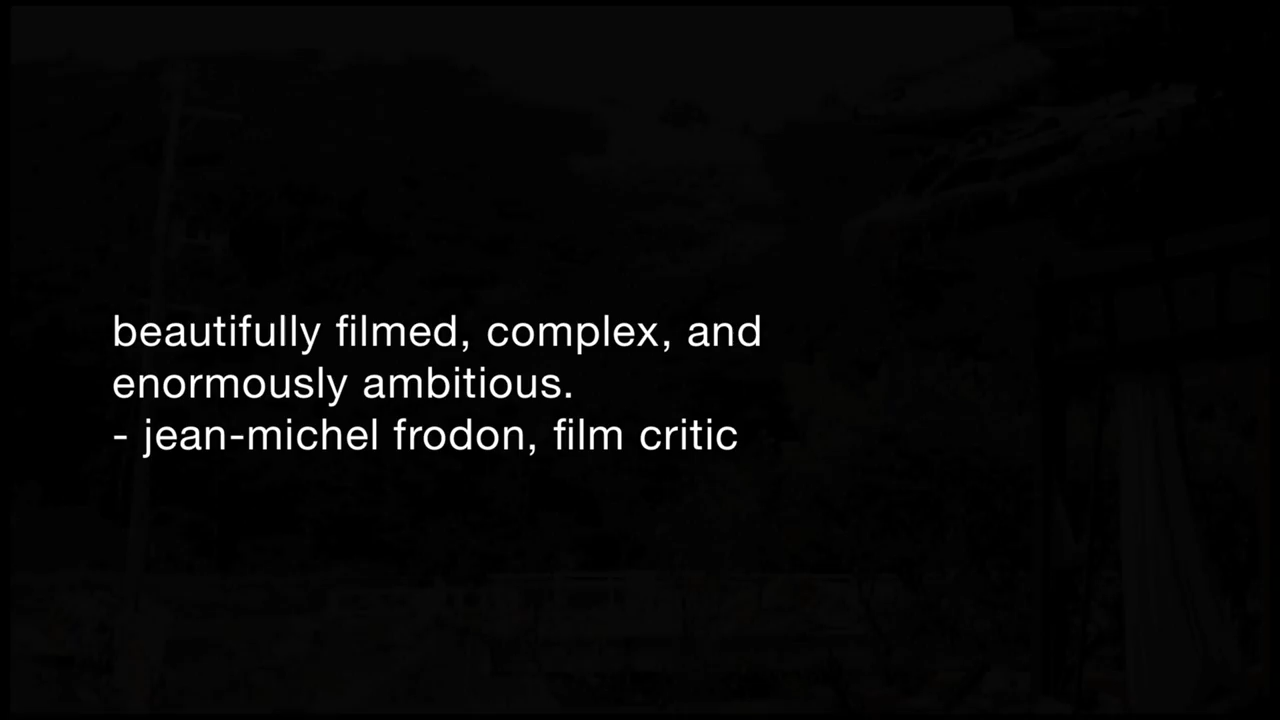 beautifully filmed, complex, and
enormously ambitious.
- jean-michel frodon, film critic